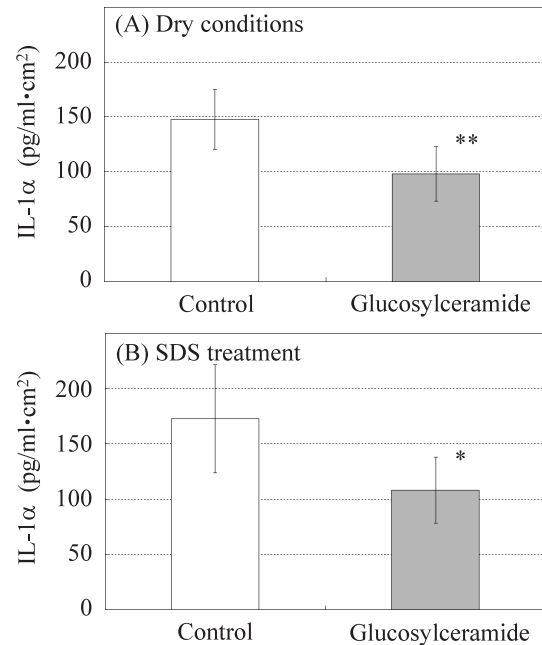 (A) Dry conditions
IL-1α (pg/ml•cm²)
200
150
100
50
0
**
Control Glucosylceramide
(B) SDS treatment
IL-1α (pg/ml•cm²)
200
150
100
50
0
*
Control Glucosylceramide